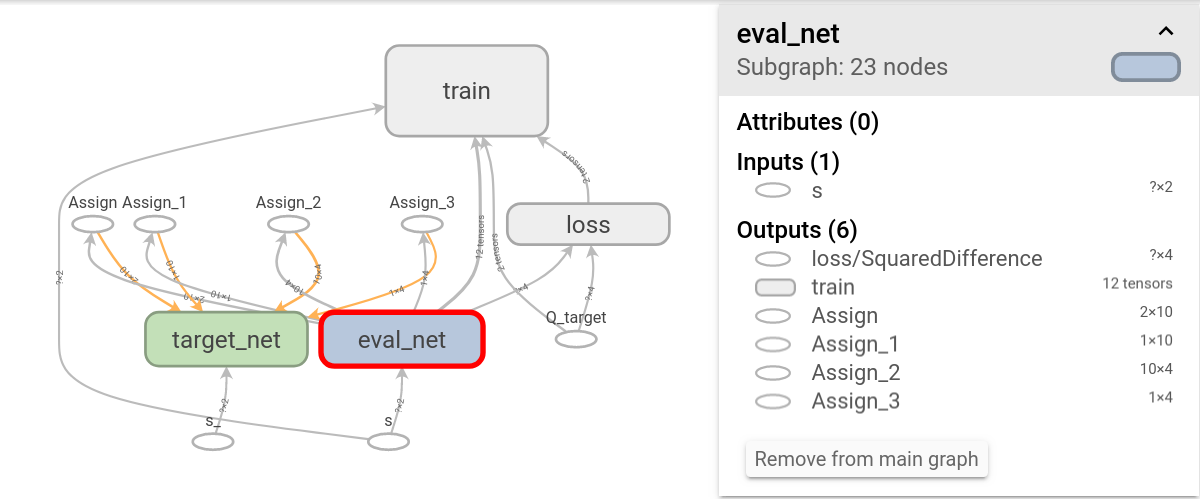 train
2 tensors
Assign
Assign_1
Assign_2
Assign_3
loss
12 tensors
2 tensors
?×2
2×10
1×10
10×4
1×4
2×10
1×10
10×4
1×4
?×4
?×4
Q_target
target_net
eval_net
?×2
?×2
s_
s
eval_net
Subgraph: 23 nodes
Attributes (0)
Inputs (1)
s ?×2
Outputs (6)
loss/SquaredDifference ?×4
train 12 tensors
Assign 2×10
Assign_1 1×10
Assign_2 10×4
Assign_3 1×4
Remove from main graph